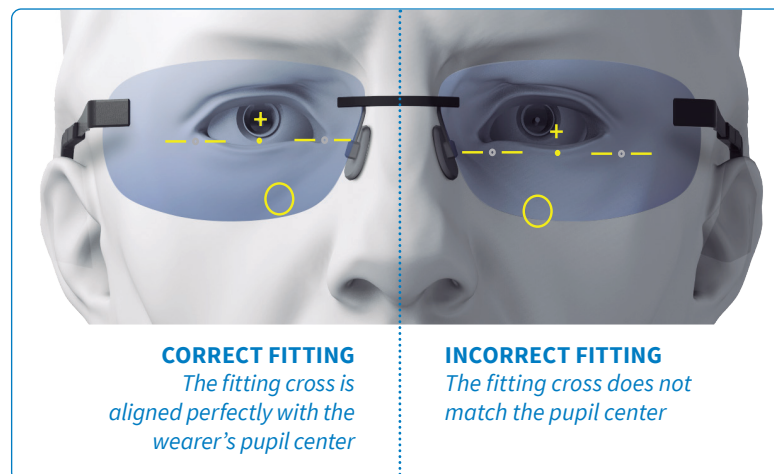 CORRECT FITTING
The fitting cross is
aligned perfectly with the
wearer's pupil center
INCORRECT FITTING
The fitting cross does not
match the pupil center